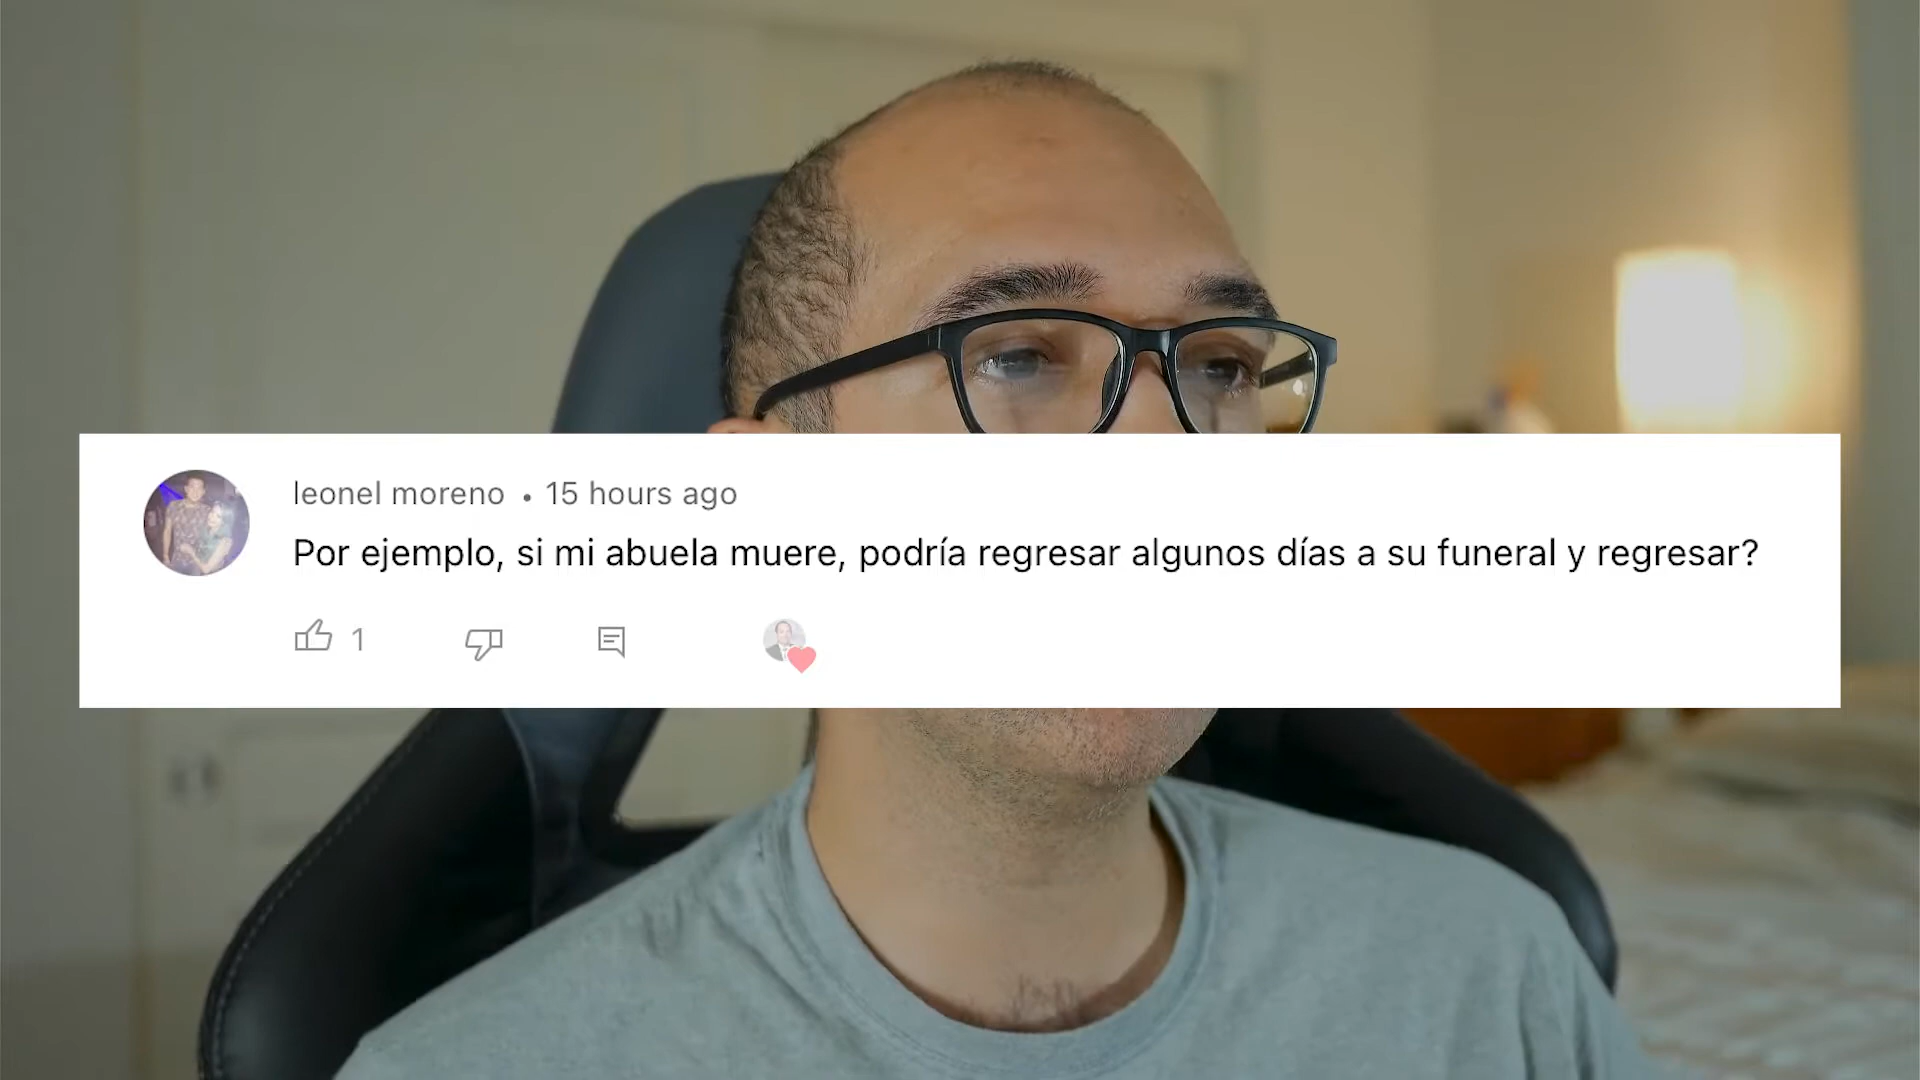 leonel moreno • 15 hours ago
Por ejemplo, si mi abuela muere, podría regresar algunos días a su funeral y regresar?
1